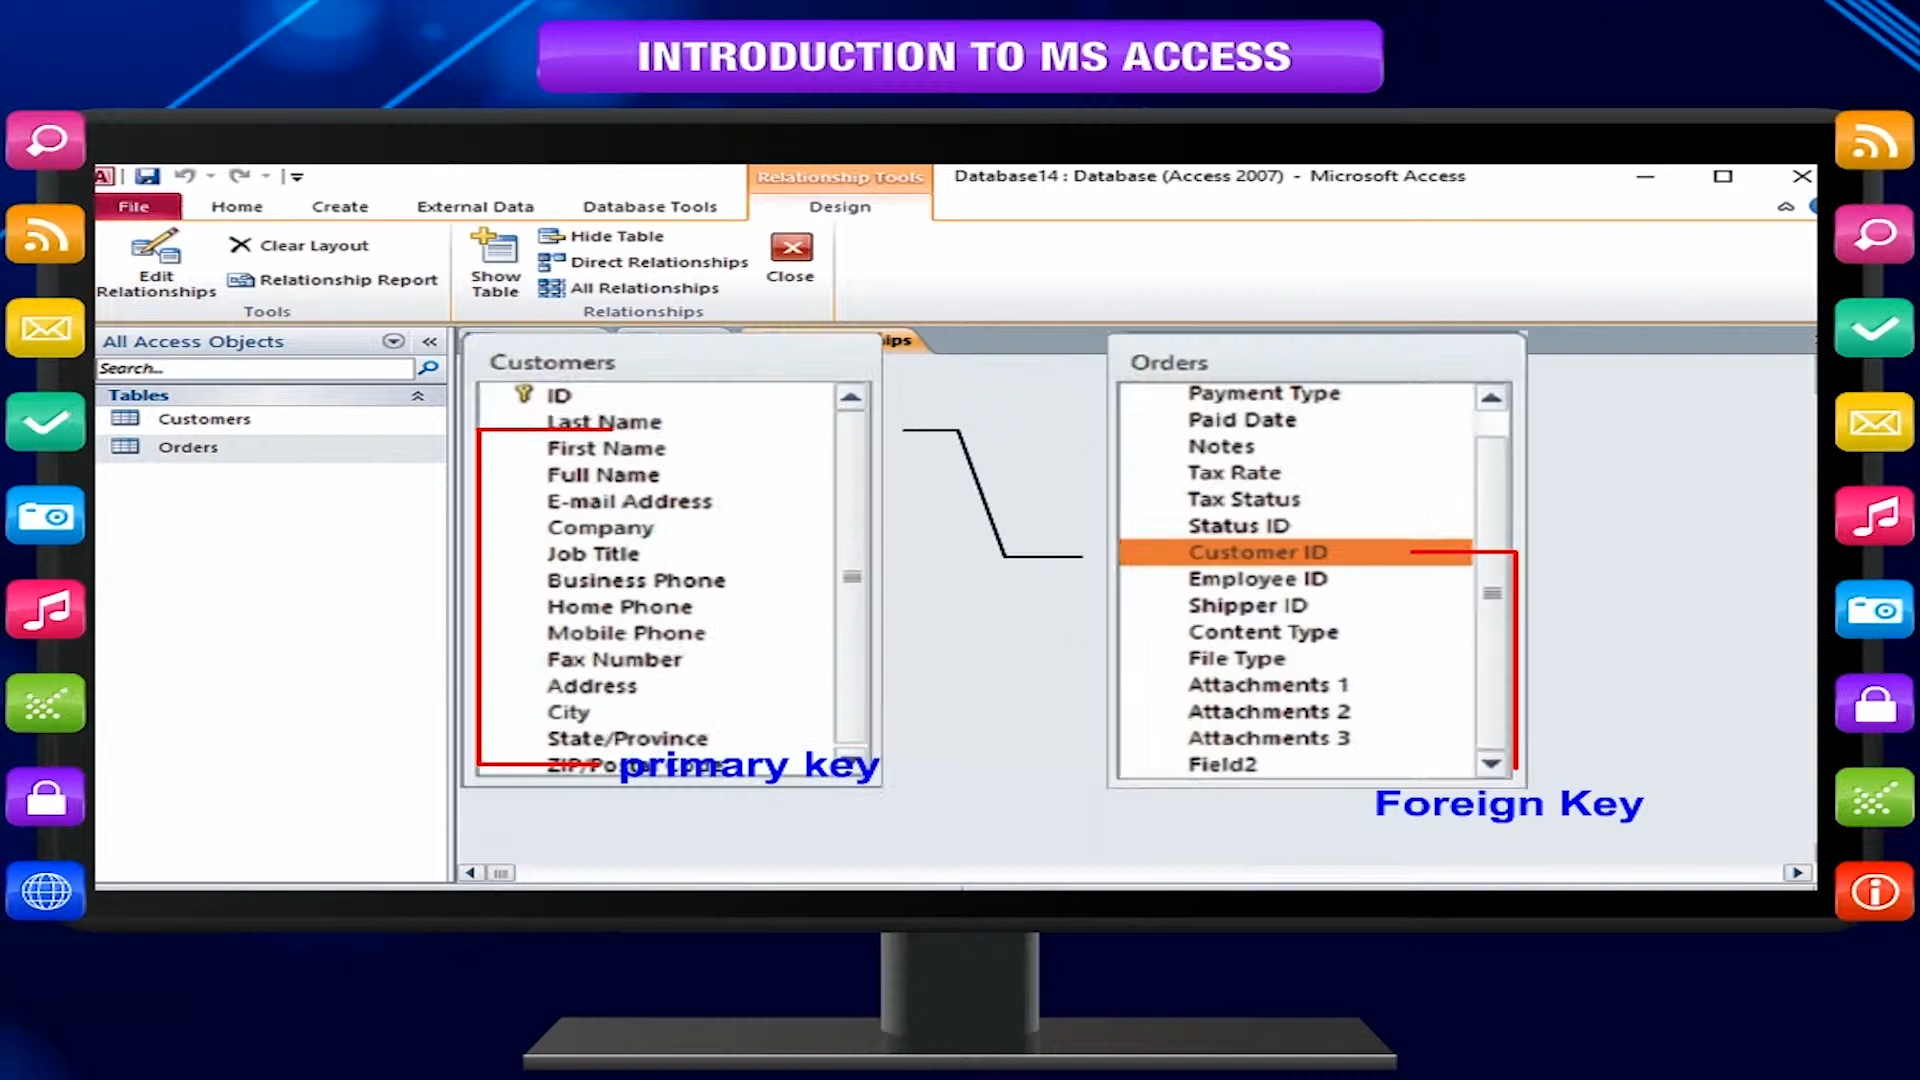 INTRODUCTION TO MS ACCESS
Relationship Tools
Database14 : Database (Access 2007) - Microsoft Access
File Home Create External Data Database Tools Design
Edit Relationships
Clear Layout
Relationship Report
Tools
Show Table
Hide Table
Direct Relationships
All Relationships
Relationships
Close
All Access Objects
Search...
Tables
Customers
Orders
Customers
ID
Last Name
First Name
Full Name
E-mail Address
Company
Job Title
Business Phone
Home Phone
Mobile Phone
Fax Number
Address
City
State/Province
primary key
Orders
Payment Type
Paid Date
Notes
Tax Rate
Tax Status
Status ID
Customer ID
Employee ID
Shipper ID
Content Type
File Type
Attachments 1
Attachments 2
Attachments 3
Field2
Foreign Key